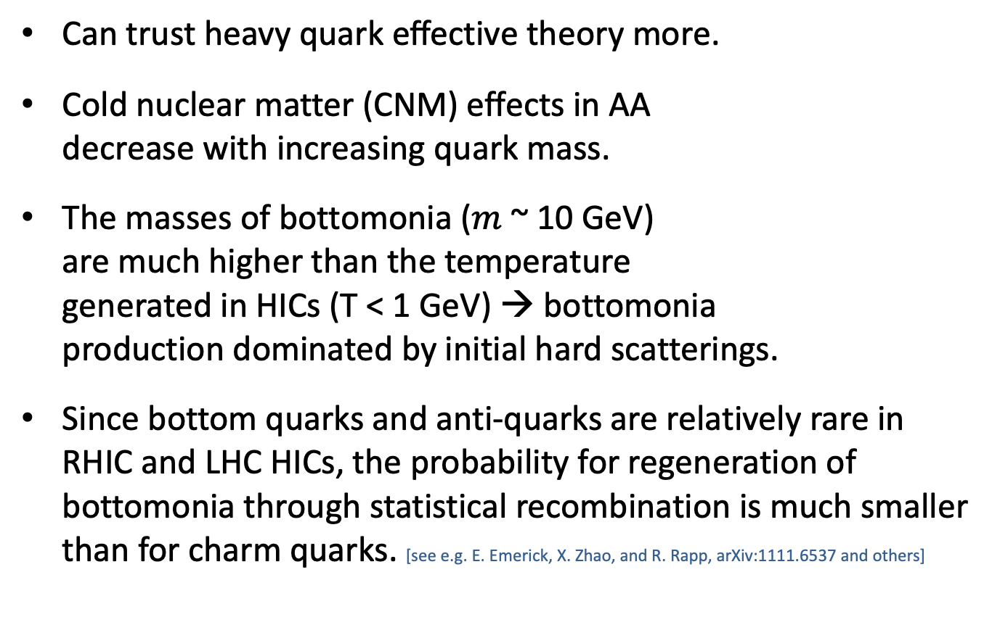 • Can trust heavy quark effective theory more.
• Cold nuclear matter (CNM) effects in AA
decrease with increasing quark mass.
• The masses of bottomonia (𝑚 ~ 10 GeV)
are much higher than the temperature
generated in HICs (T < 1 GeV) → bottomonia
production dominated by initial hard scatterings.
• Since bottom quarks and anti-quarks are relatively rare in
RHIC and LHC HICs, the probability for regeneration of
bottomonia through statistical recombination is much smaller
than for charm quarks. [see e.g. E. Emerick, X. Zhao, and R. Rapp, arXiv:1111.6537 and others]